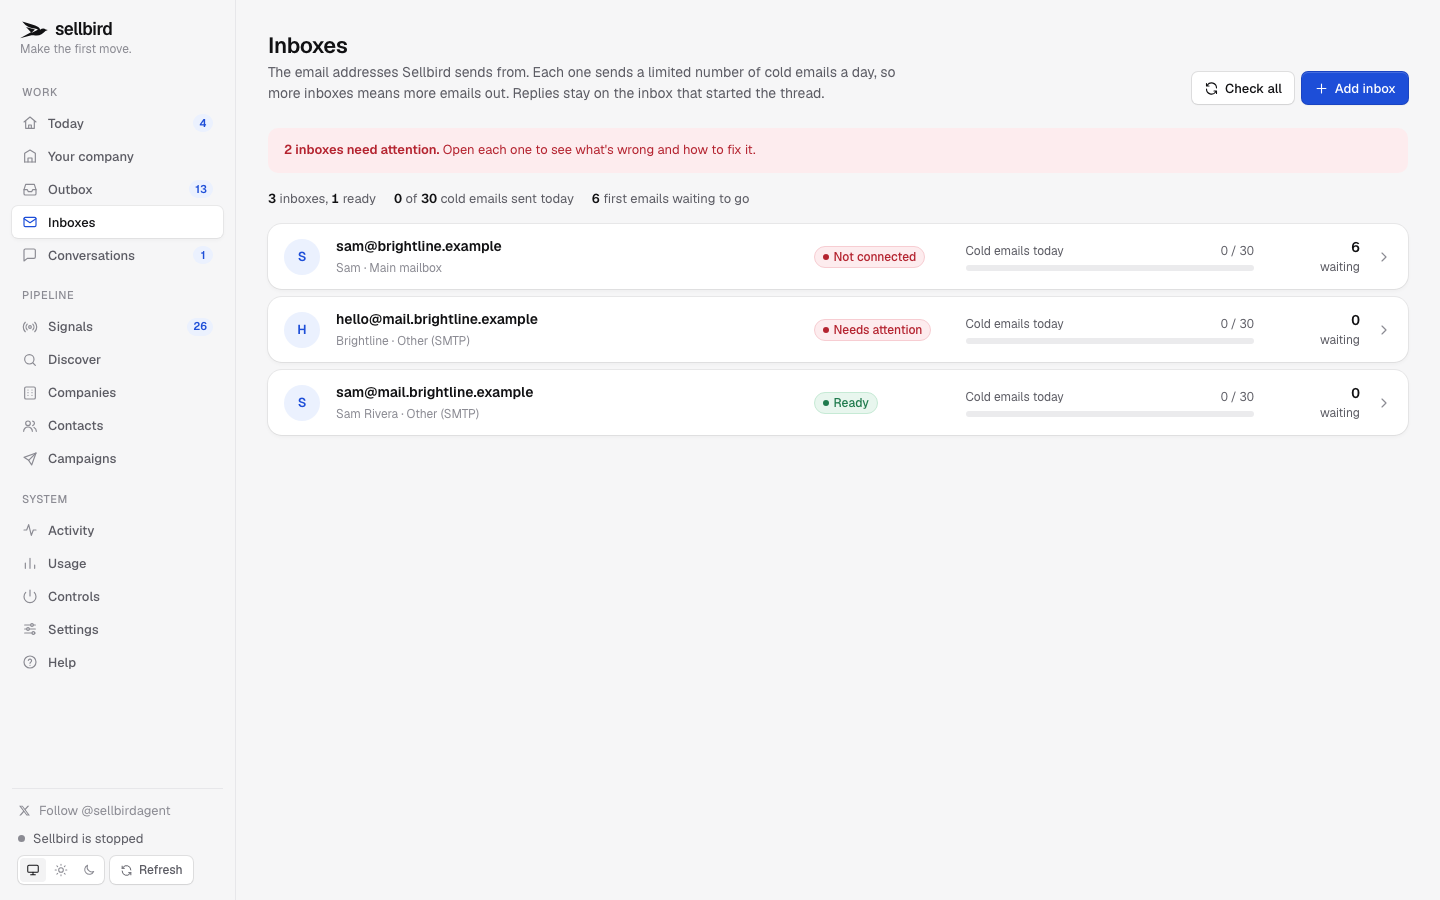 sellbird
Make the first move.
WORK
Today 4
Your company
Outbox 13
Inboxes
Conversations 1
PIPELINE
Signals 26
Discover
Companies
Contacts
Campaigns
SYSTEM
Activity
Usage
Controls
Settings
Help
Follow @sellbirdagent
Sellbird is stopped
Refresh
Inboxes
The email addresses Sellbird sends from. Each one sends a limited number of cold emails a day, so
more inboxes means more emails out. Replies stay on the inbox that started the thread.
Check all
Add inbox
2 inboxes need attention. Open each one to see what's wrong and how to fix it.
3 inboxes, 1 ready 0 of 30 cold emails sent today 6 first emails waiting to go
S
sam@brightline.example
Sam · Main mailbox
Not connected
Cold emails today 0 / 30
6
waiting
H
hello@mail.brightline.example
Brightline · Other (SMTP)
Needs attention
Cold emails today 0 / 30
0
waiting
S
sam@mail.brightline.example
Sam Rivera · Other (SMTP)
Ready
Cold emails today 0 / 30
0
waiting